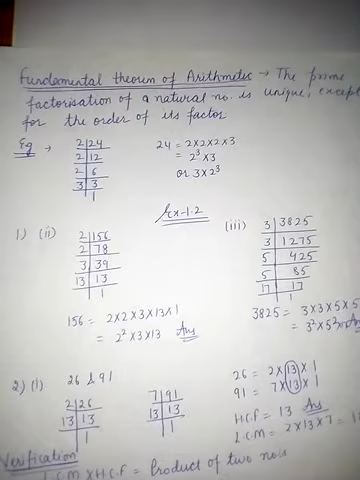 Fundamental theorem of Arithmetic → The prime
factorisation of a natural no. is unique, except
for the order of its factor
Eg →
2 | 24
2 | 12
2 | 6
3 | 3
1
24 = 2×2×2×3
= 2³ × 3
or 3×2³
Ex-1.2
1) (ii)
2 | 156
2 | 78
3 | 39
13 | 13
1
156 = 2×2×3×13×1
= 2²×3×13 Ans
(iii)
3 | 3825
3 | 1275
5 | 425
5 | 85
17 | 17
1
3825 = 3×3×5×5
= 3²×5²
2) (i) 26 & 91
2 | 26
13 | 13
1
7 | 91
13 | 13
1
26 = 2×13×1
91 = 7×13×1
HCF = 13 Ans
L.C.M = 2×13×7 =
Verification
L.C.M × H.C.F = Product of two nos